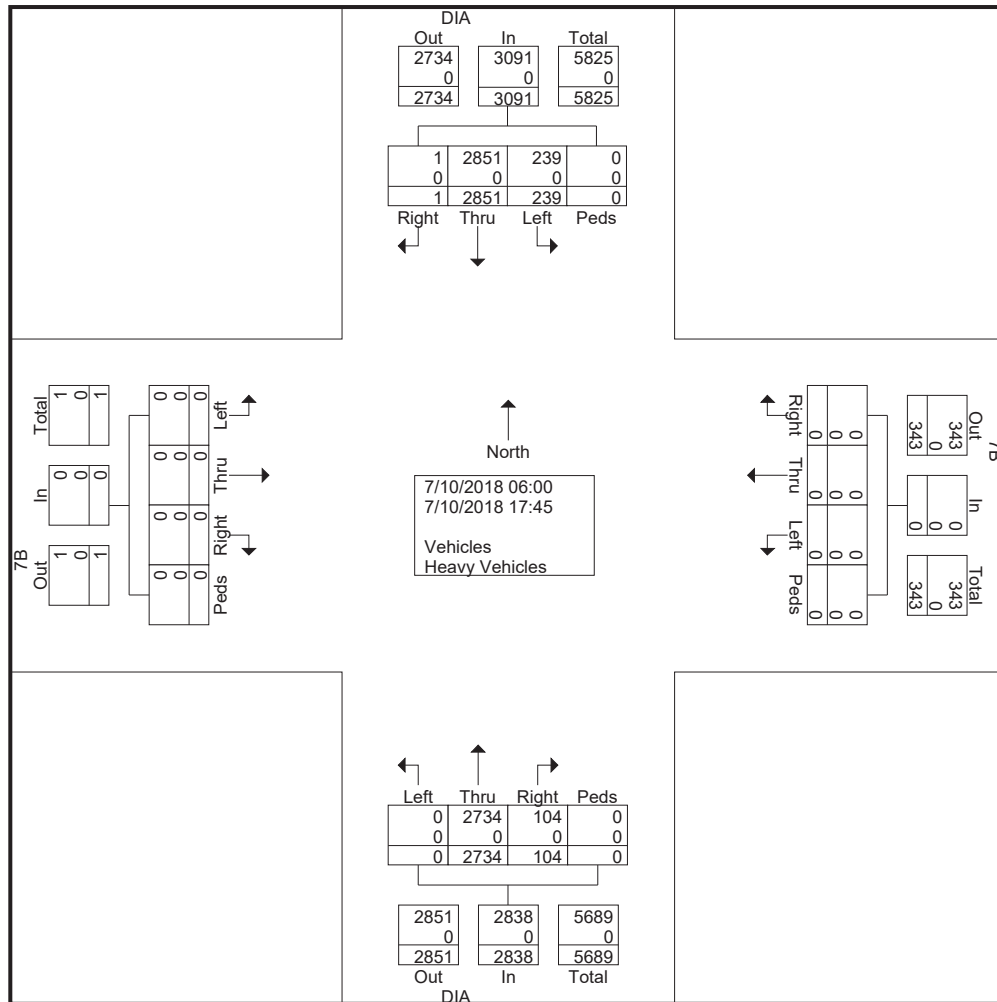 DIA
Out In Total
2734 3091 5825
0 0 0
2734 3091 5825
1 2851 239 0
0 0 0 0
1 2851 239 0
Right Thru Left Peds
Total
1 0 1
In
0 0 0
Out
1 0 1
7B
Left
0 0 0
Thru
0 0 0
Right
0 0 0
Peds
0 0 0
North
7/10/2018 06:00
7/10/2018 17:45
Vehicles
Heavy Vehicles
Right
0 0 0
Thru
0 0 0
Left
0 0 0
Peds
0 0 0
7B
Out
343 0 343
In
0 0 0
Total
343 0 343
Left Thru Right Peds
0 2734 104 0
0 0 0 0
0 2734 104 0
2851 2838 5689
0 0 0
2851 2838 5689
Out In Total
DIA